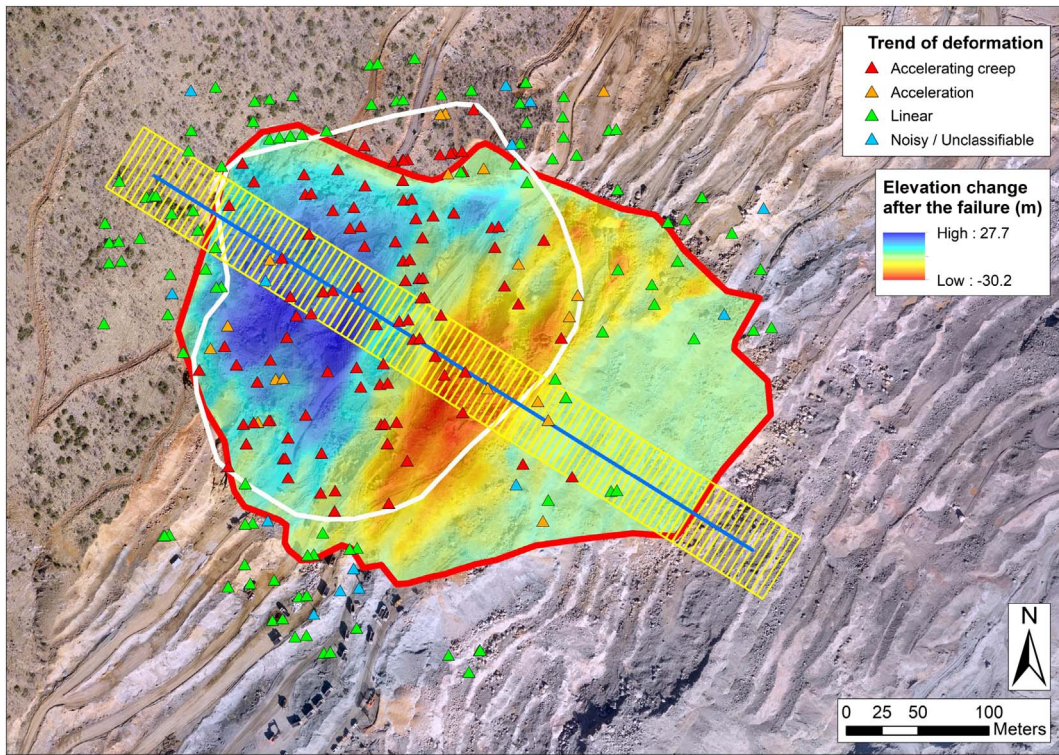 Trend of deformation
Accelerating creep
Acceleration
Linear
Noisy / Unclassifiable
Elevation change
after the failure (m)
High : 27.7
Low : -30.2
N
0 25 50 100
Meters